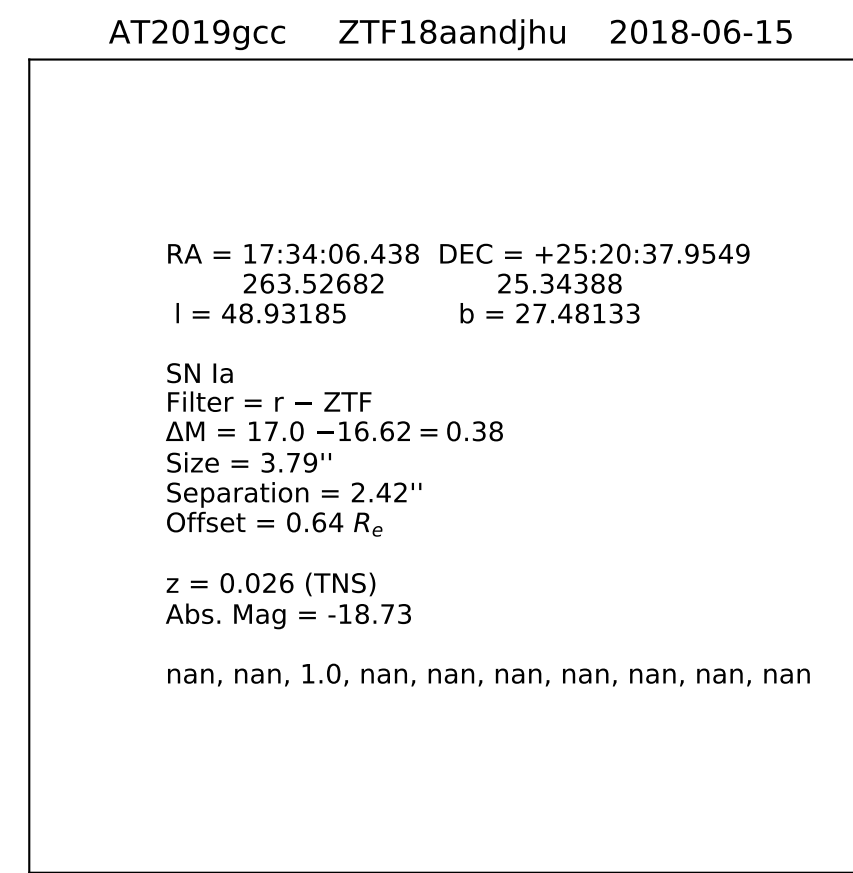 AT2019gcc ZTF18aandjhu 2018-06-15
RA = 17:34:06.438 DEC = +25:20:37.9549
263.52682 25.34388
l = 48.93185 b = 27.48133
SN Ia
Filter = r − ZTF
ΔM = 17.0 −16.62 = 0.38
Size = 3.79''
Separation = 2.42''
Offset = 0.64 Rₑ
z = 0.026 (TNS)
Abs. Mag = -18.73
nan, nan, 1.0, nan, nan, nan, nan, nan, nan, nan